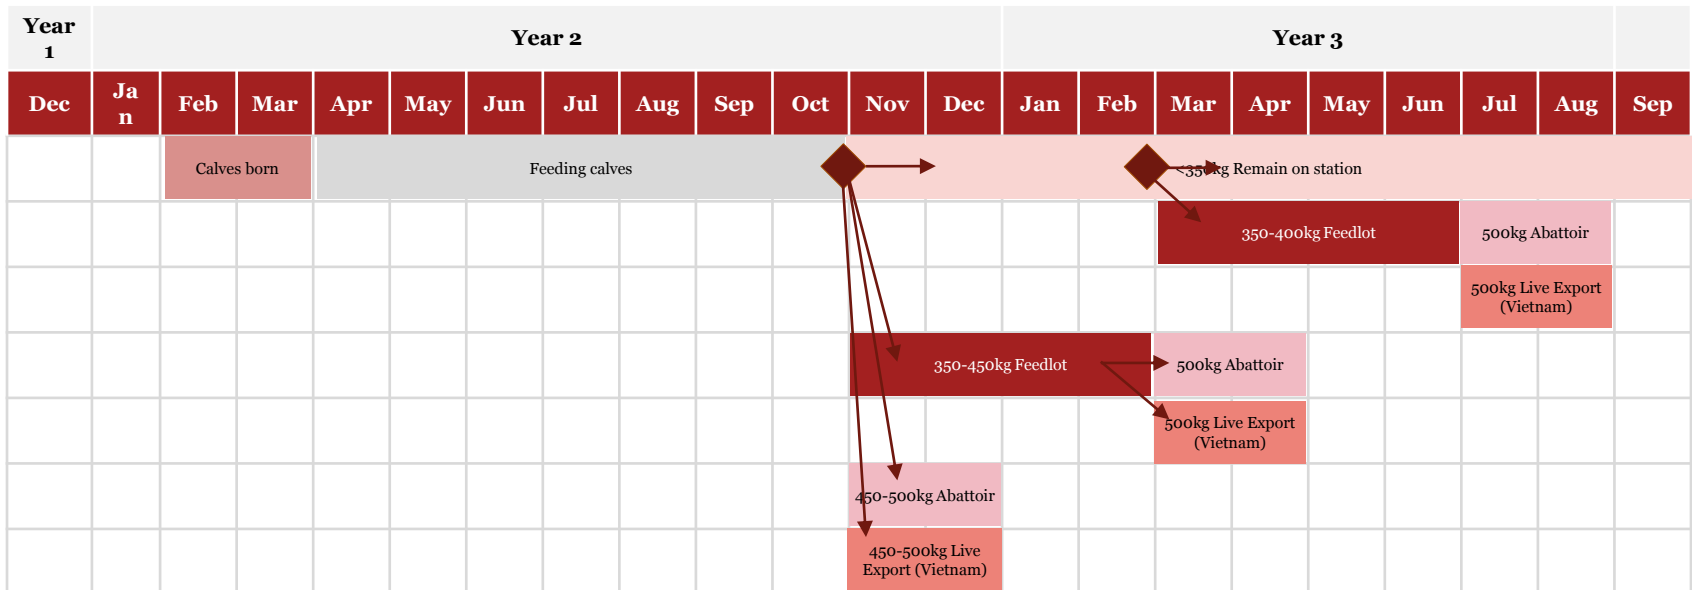 Year
1
Year 2
Year 3
Dec
Ja
n
Feb
Mar
Apr
May
Jun
Jul
Aug
Sep
Oct
Nov
Dec
Jan
Feb
Mar
Apr
May
Jun
Jul
Aug
Sep
Calves born
Feeding calves
<350kg Remain on station
350-400kg Feedlot
500kg Abattoir
500kg Live Export
(Vietnam)
350-450kg Feedlot
500kg Abattoir
500kg Live Export
(Vietnam)
450-500kg Abattoir
450-500kg Live
Export (Vietnam)